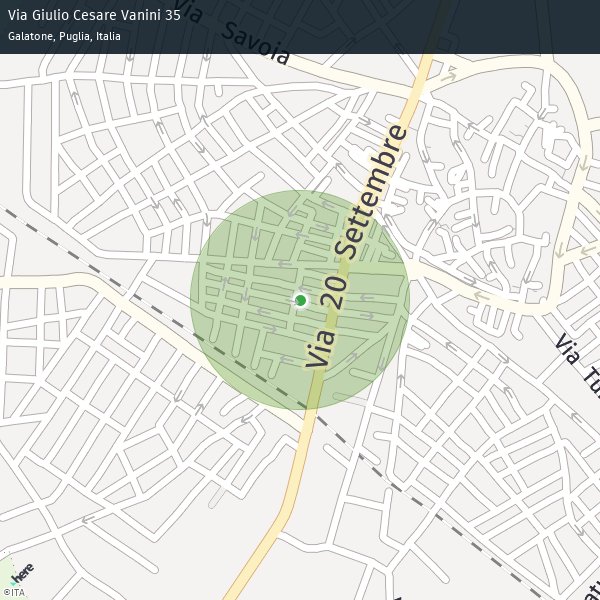 Via Giulio Cesare Vanini 35
Galatone, Puglia, Italia
Via Savoia
Via 20 Settembre
Via Tu
here
©ITA